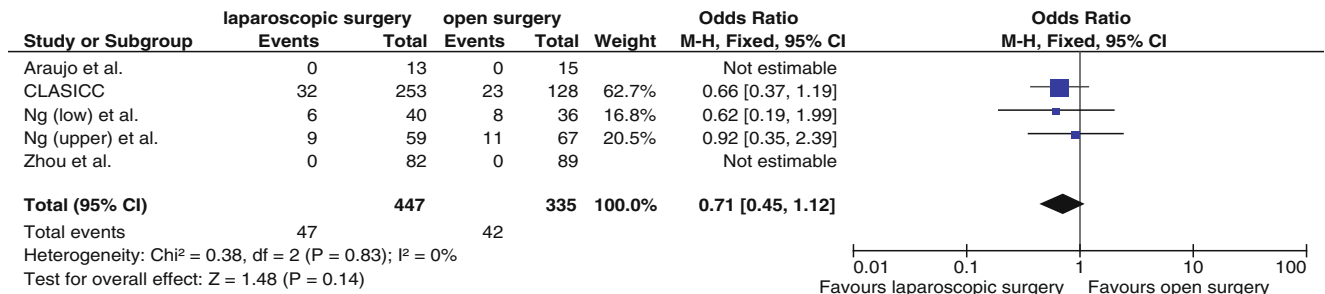 laparoscopic surgery open surgery Odds Ratio Odds Ratio
Study or Subgroup Events Total Events Total Weight M-H, Fixed, 95% CI M-H, Fixed, 95% CI
Araujo et al. 0 13 0 15 Not estimable
CLASICC 32 253 23 128 62.7% 0.66 [0.37, 1.19]
Ng (low) et al. 6 40 8 36 16.8% 0.62 [0.19, 1.99]
Ng (upper) et al. 9 59 11 67 20.5% 0.92 [0.35, 2.39]
Zhou et al. 0 82 0 89 Not estimable
Total (95% CI) 447 335 100.0% 0.71 [0.45, 1.12]
Total events 47 42
Heterogeneity: Chi² = 0.38, df = 2 (P = 0.83); I² = 0%
Test for overall effect: Z = 1.48 (P = 0.14)
0.01 0.1 1 10 100
Favours laparoscopic surgery Favours open surgery